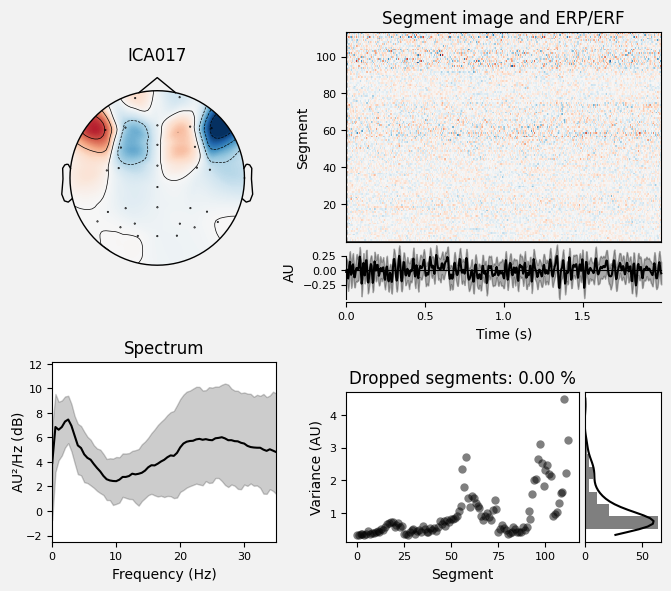 ICA017
Segment image and ERP/ERF
Segment
100
80
60
40
20
AU
0.25
0.00
−0.25
0.0 0.5 1.0 1.5
Time (s)
Spectrum
AU²/Hz (dB)
12
10
8
6
4
2
0
−2
0 10 20 30
Frequency (Hz)
Dropped segments: 0.00 %
Variance (AU)
4
3
2
1
0 25 50 75 100
Segment
0 50